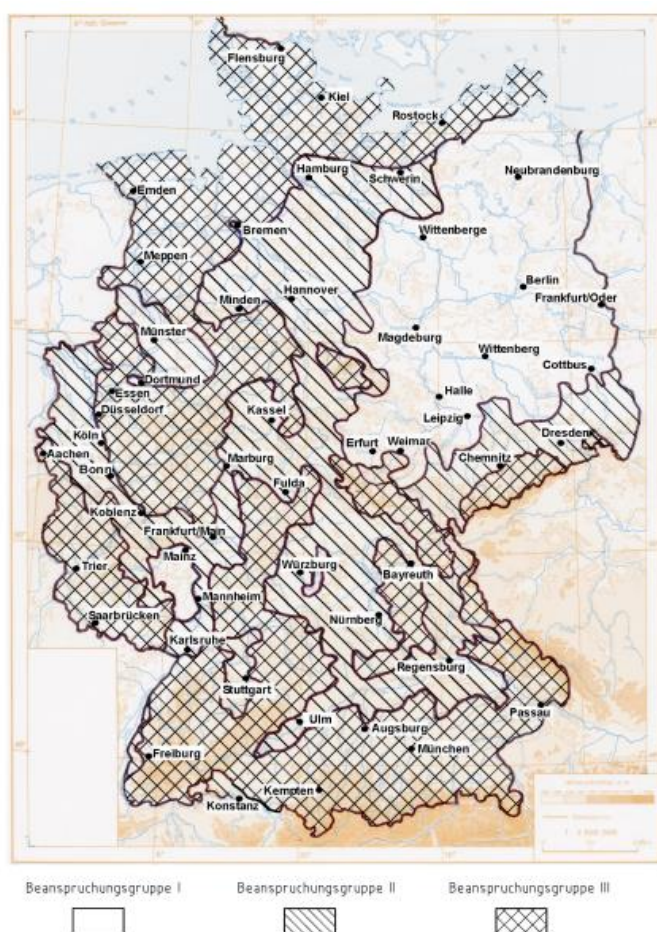 Flensburg
Kiel
Rostock
Hamburg
Schwerin
Neubrandenburg
Emden
Bremen
Wittenberge
Meppen
Berlin
Hannover
Frankfurt/Oder
Minden
Münster
Magdeburg
Wittenberg
Cottbus
Dortmund
Essen
Halle
Düsseldorf
Kassel
Leipzig
Köln
Erfurt
Weimar
Dresden
Aachen
Marburg
Chemnitz
Bonn
Fulda
Koblenz
Frankfurt/Main
Mainz
Trier
Würzburg
Bayreuth
Mannheim
Saarbrücken
Nürnberg
Karlsruhe
Regensburg
Stuttgart
Passau
Ulm
Augsburg
München
Freiburg
Kempten
Konstanz
Beanspruchungsgruppe I Beanspruchungsgruppe II Beanspruchungsgruppe III